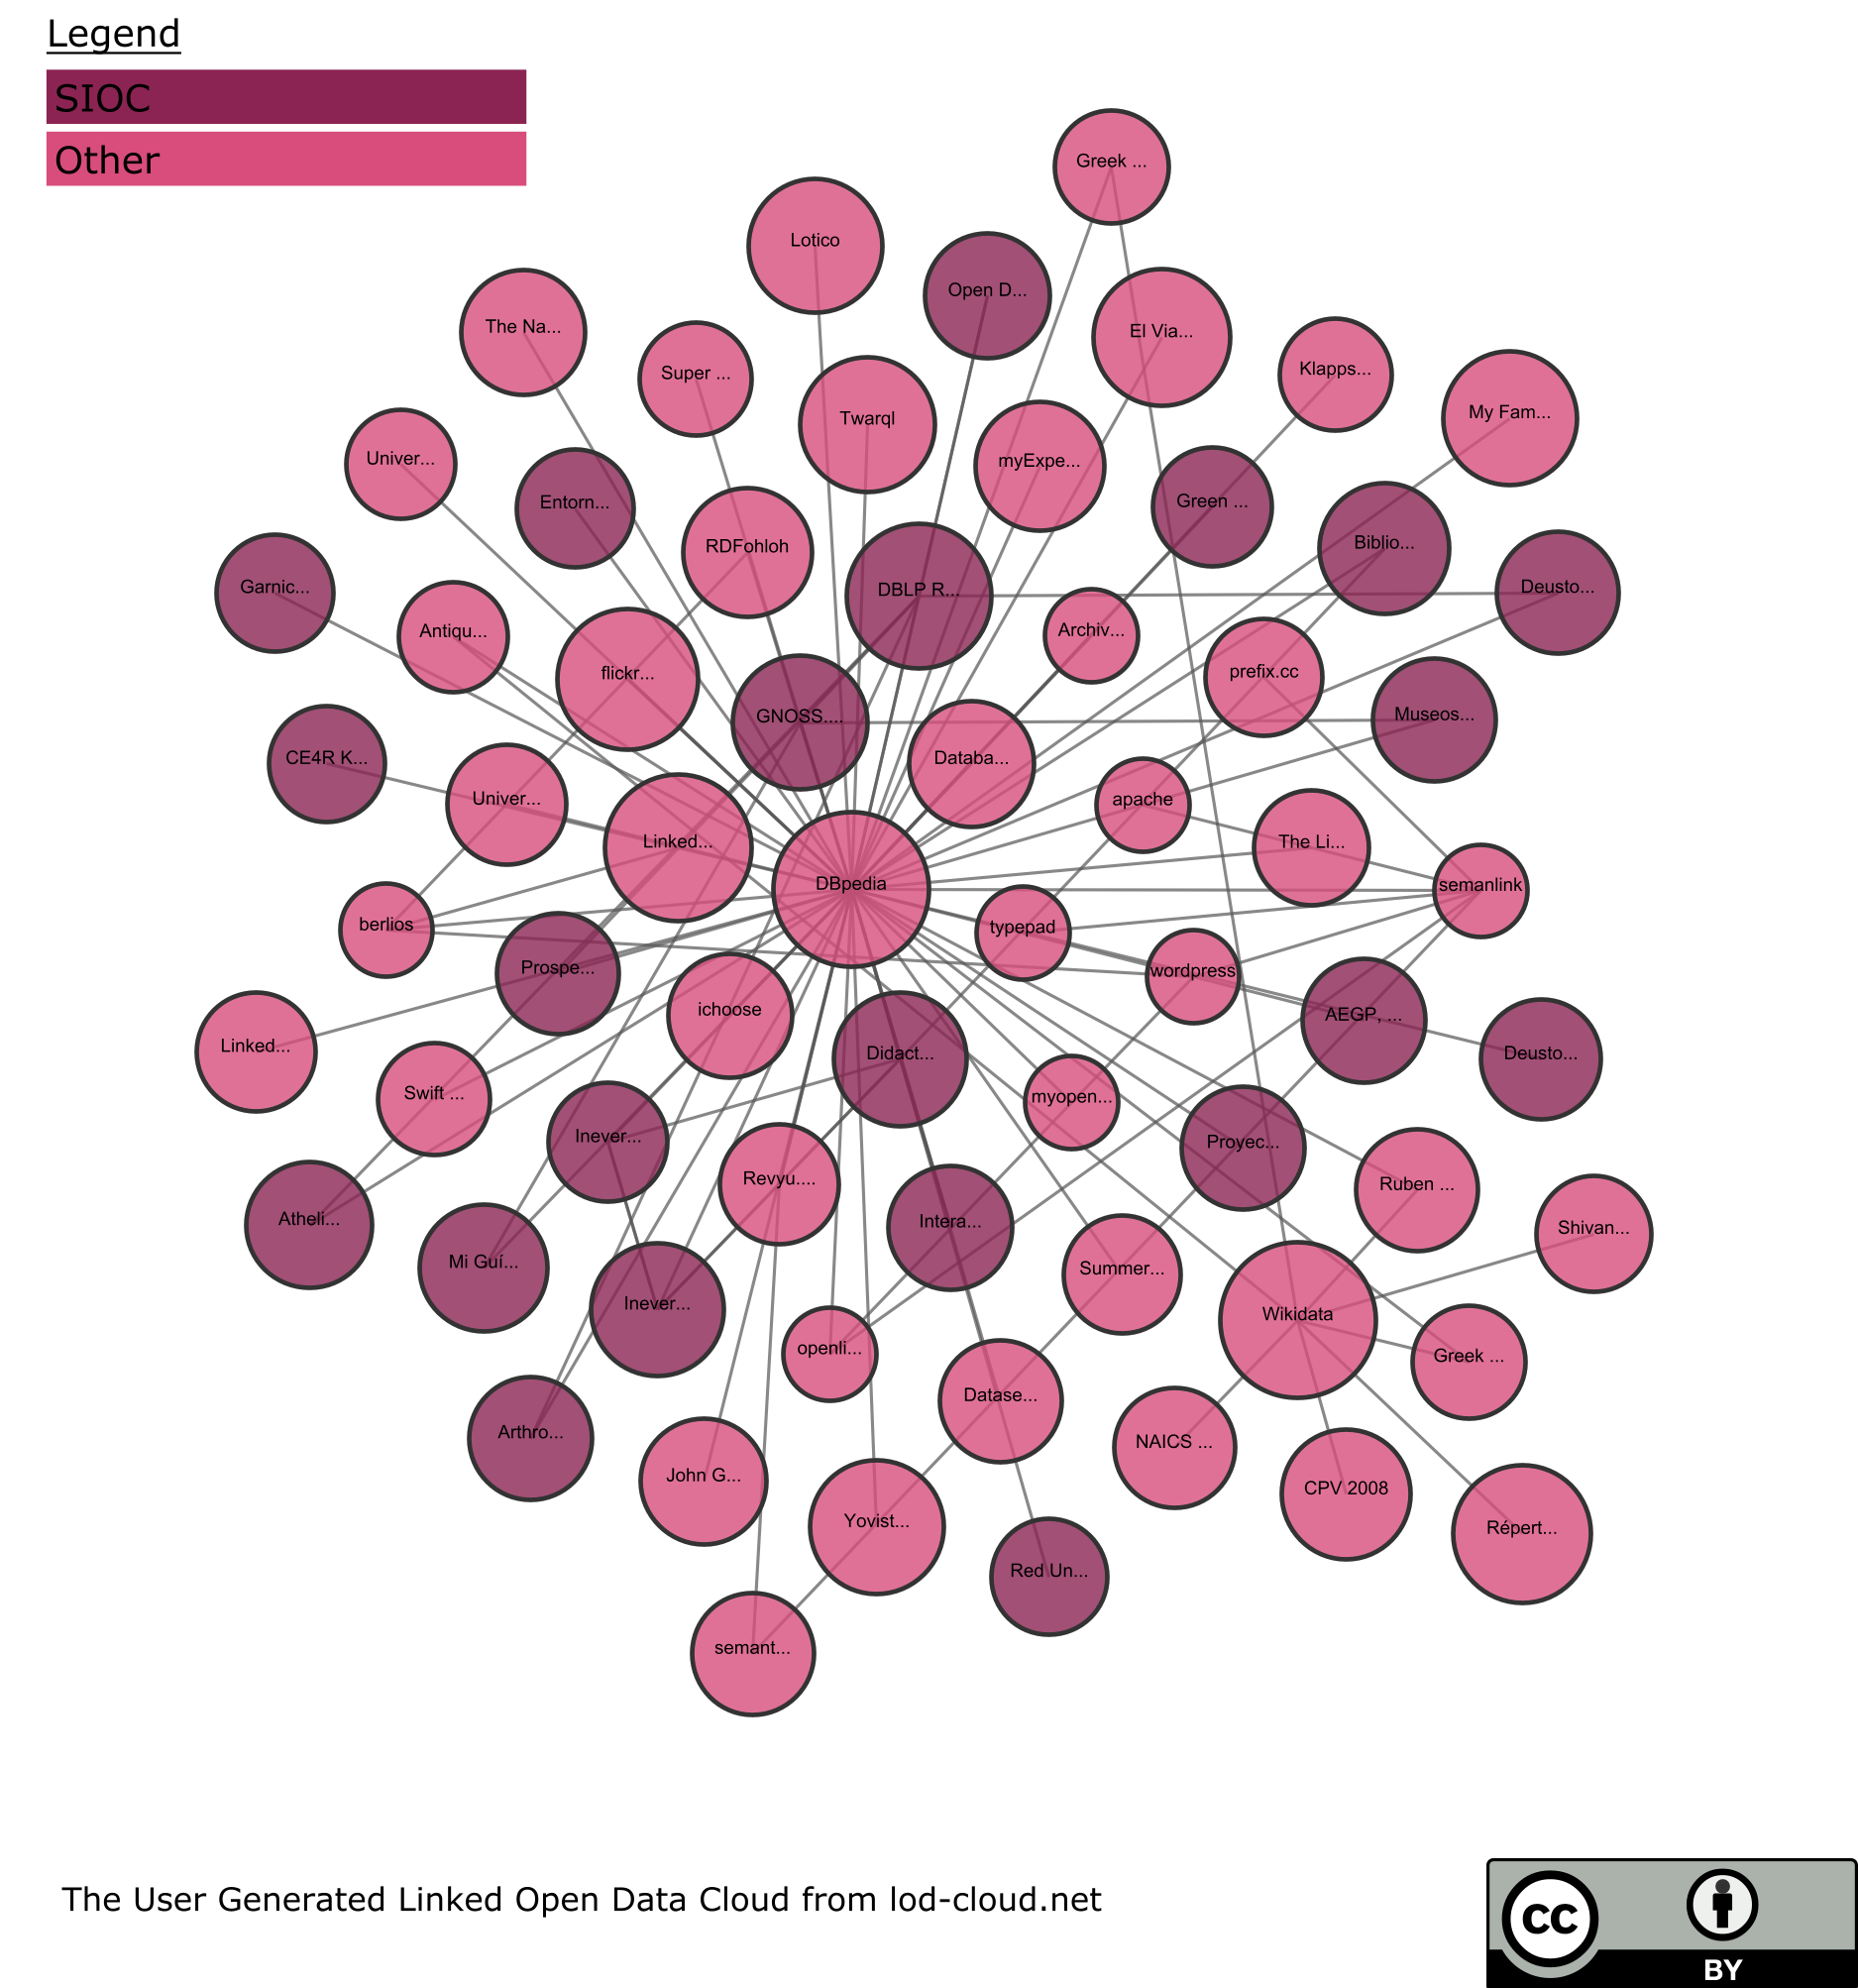 Legend
SIOC
Other
Greek ...
Lotico
Open D...
The Na...
El Via...
Super ...
Klapps...
My Fam...
Twarql
Univer...
myExpe...
Entorn...
Green ...
RDFohloh
Biblio...
Garnic...
DBLP R...
Deusto...
Antiqu...
Archiv...
flickr...
prefix.cc
GNOSS....
Museos...
CE4R K...
Databa...
Univer...
apache
Linked...
The Li...
DBpedia
semanlink
berlios
typepad
Prospe...
wordpress
ichoose
AEGP, ...
Linked...
Didact...
Deusto...
Swift ...
myopen...
Inever...
Proyec...
Revyu....
Ruben ...
Atheli...
Intera...
Shivan...
Mi Guí...
Summer...
Inever...
Wikidata
openli...
Greek ...
Datase...
Arthro...
NAICS ...
John G...
CPV 2008
Yovist...
Répert...
Red Un...
semant...
The User Generated Linked Open Data Cloud from lod-cloud.net
cc
BY